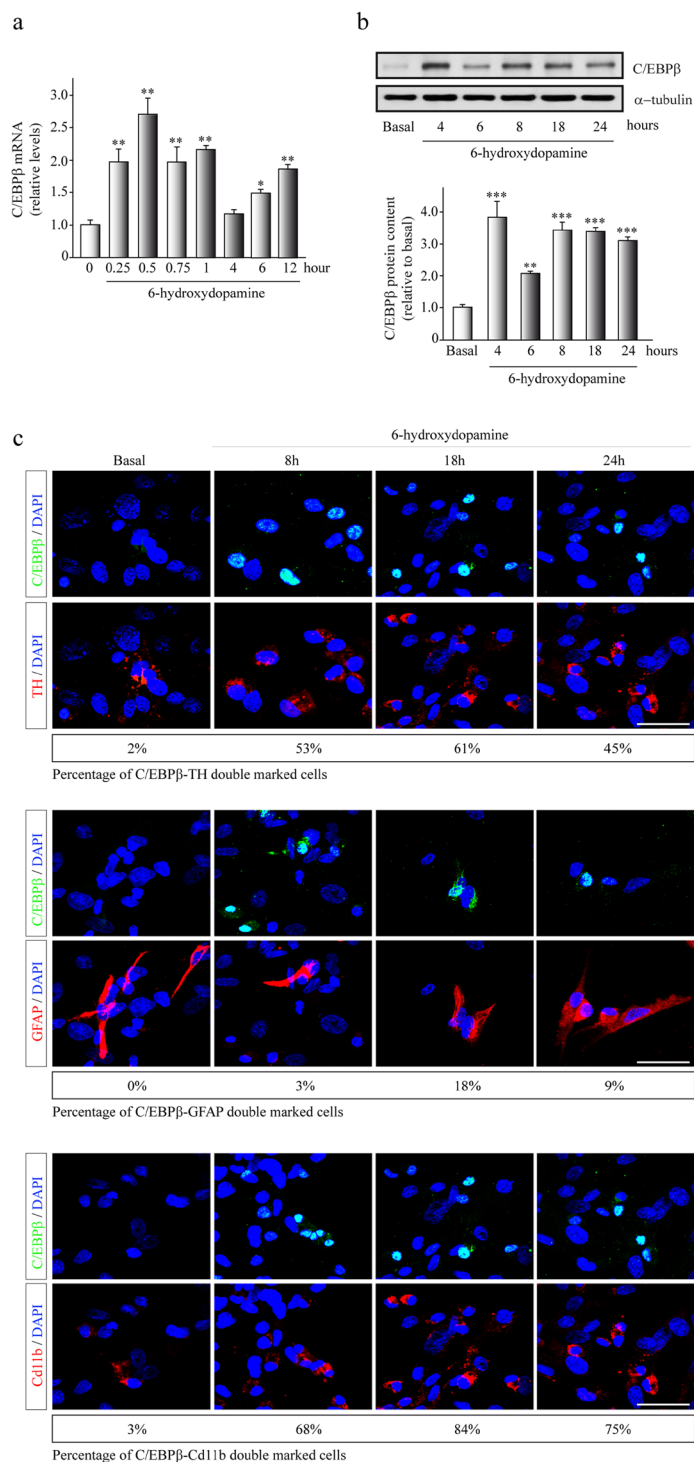 a
C/EBPβ mRNA
(relative levels)
3.0
2.5
2.0
1.5
1.0
** ** ** ** * **
0 0.25 0.5 0.75 1 4 6 12 hour
6-hydroxydopamine
b
C/EBPβ
α−tubulin
Basal 4 6 8 18 24 hours
6-hydroxydopamine
C/EBPβ protein content
(relative to basal)
4.0
3.0
2.0
1.0
*** ** *** *** ***
Basal 4 6 8 18 24 hours
6-hydroxydopamine
c
6-hydroxydopamine
Basal 8h 18h 24h
C/EBPβ / DAPI
TH / DAPI
2% 53% 61% 45%
Percentage of C/EBPβ-TH double marked cells
C/EBPβ / DAPI
GFAP / DAPI
0% 3% 18% 9%
Percentage of C/EBPβ-GFAP double marked cells
C/EBPβ / DAPI
Cd11b / DAPI
3% 68% 84% 75%
Percentage of C/EBPβ-Cd11b double marked cells